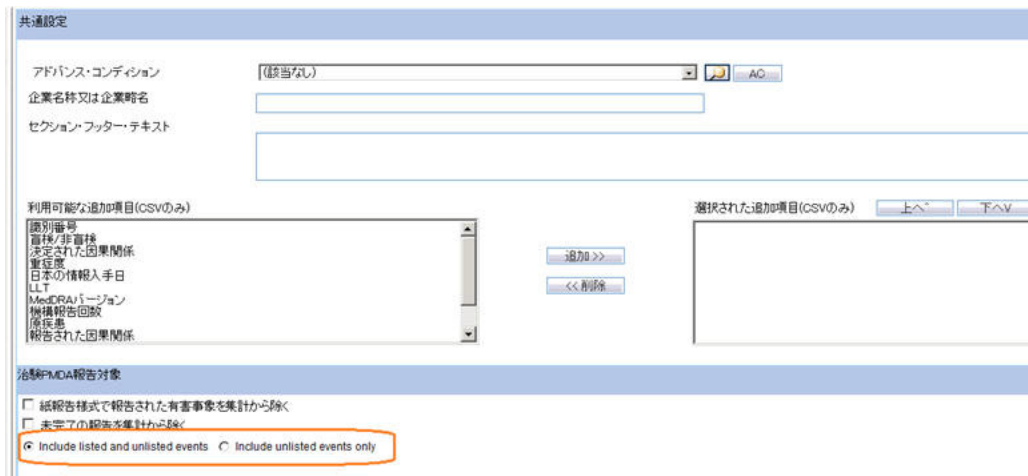 共通設定
アドバンス・コンディション
(該当なし)
AC
企業名称又は企業略名
セクション・フッター・テキスト
利用可能な追加項目(CSVのみ)
選択された追加項目(CSVのみ)
上へ^
下へV
識別番号
盲検/非盲検
決定された因果関係
重症度
日本の情報入手日
LLT
MedDRAバージョン
機構報告回数
原疾患
報告された因果関係
追加 >>
<< 削除
治験PMDA報告対象
紙報告様式で報告された有害事象を集計から除く
未完了の報告を集計から除く
Include listed and unlisted events
Include unlisted events only